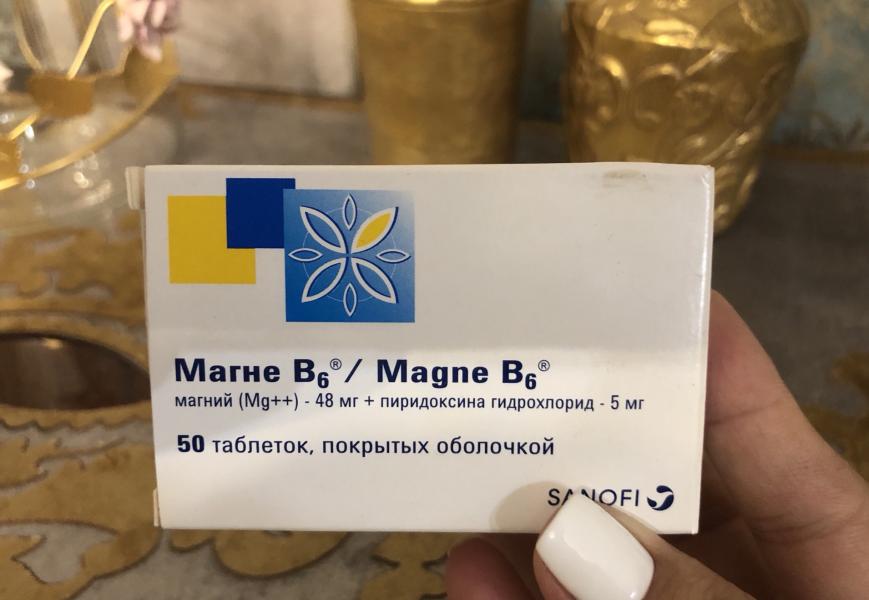 Магне B₆® / Magne B₆®
магний (Mg++) - 48 мг + пиридоксина гидрохлорид - 5 мг
50 таблеток, покрытых оболочкой
SANOFI